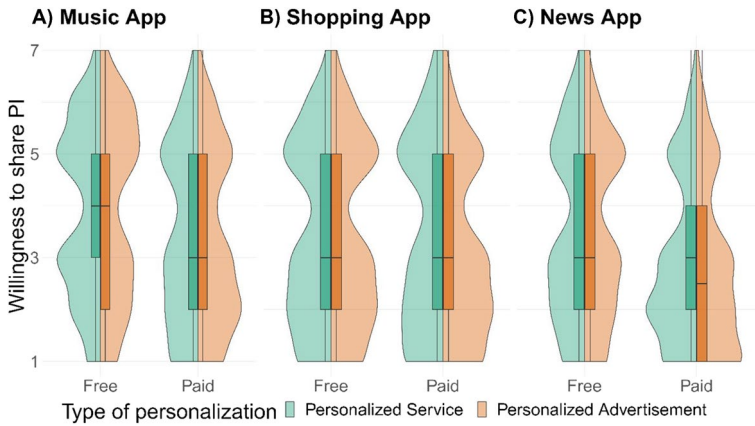 A) Music App
B) Shopping App
C) News App
Willingness to share PI
7
5
3
1
Free
Paid
Free
Paid
Free
Paid
Type of personalization
Personalized Service
Personalized Advertisement